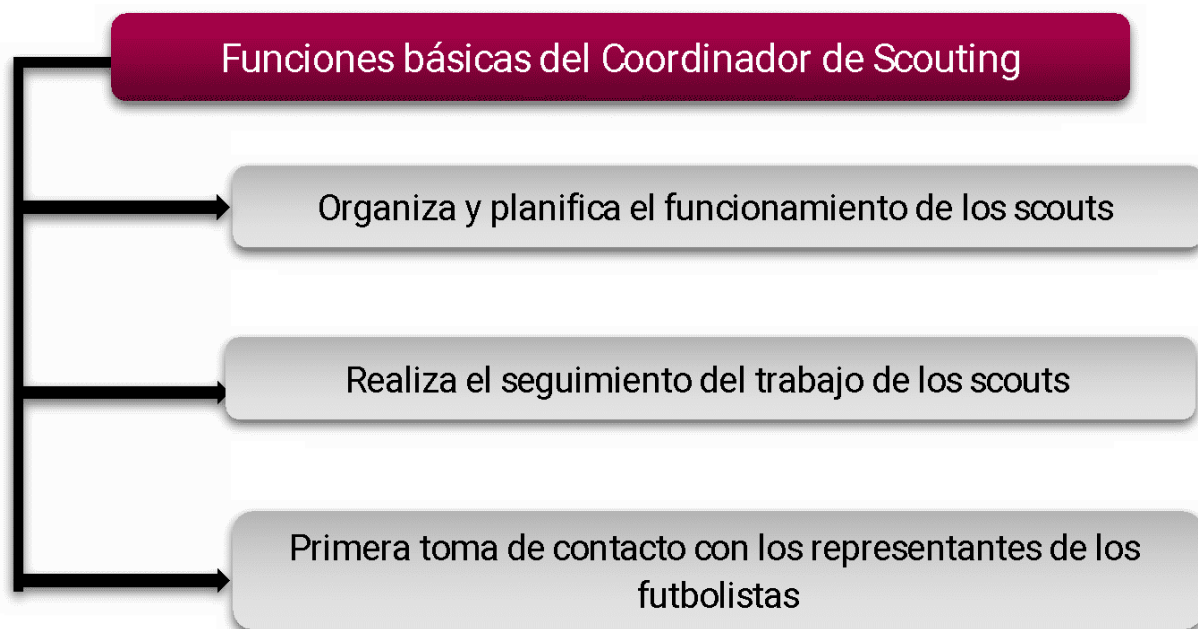 Funciones básicas del Coordinador de Scouting
Organiza y planifica el funcionamiento de los scouts
Realiza el seguimiento del trabajo de los scouts
Primera toma de contacto con los representantes de los
futbolistas